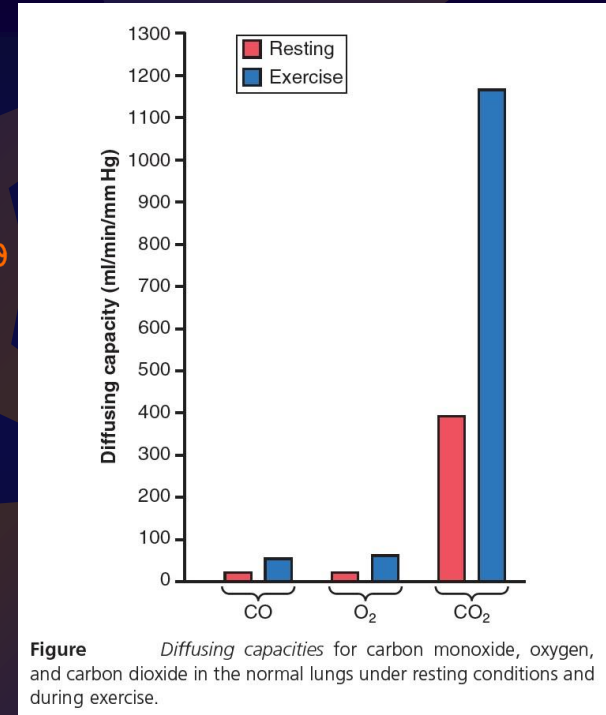 1300
1200
1100
1000
900
800
700
600
500
400
300
200
100
0
Diffusing capacity (ml/min/mm Hg)
Resting
Exercise
CO
O₂
CO₂
Figure Diffusing capacities for carbon monoxide, oxygen,
and carbon dioxide in the normal lungs under resting conditions and
during exercise.